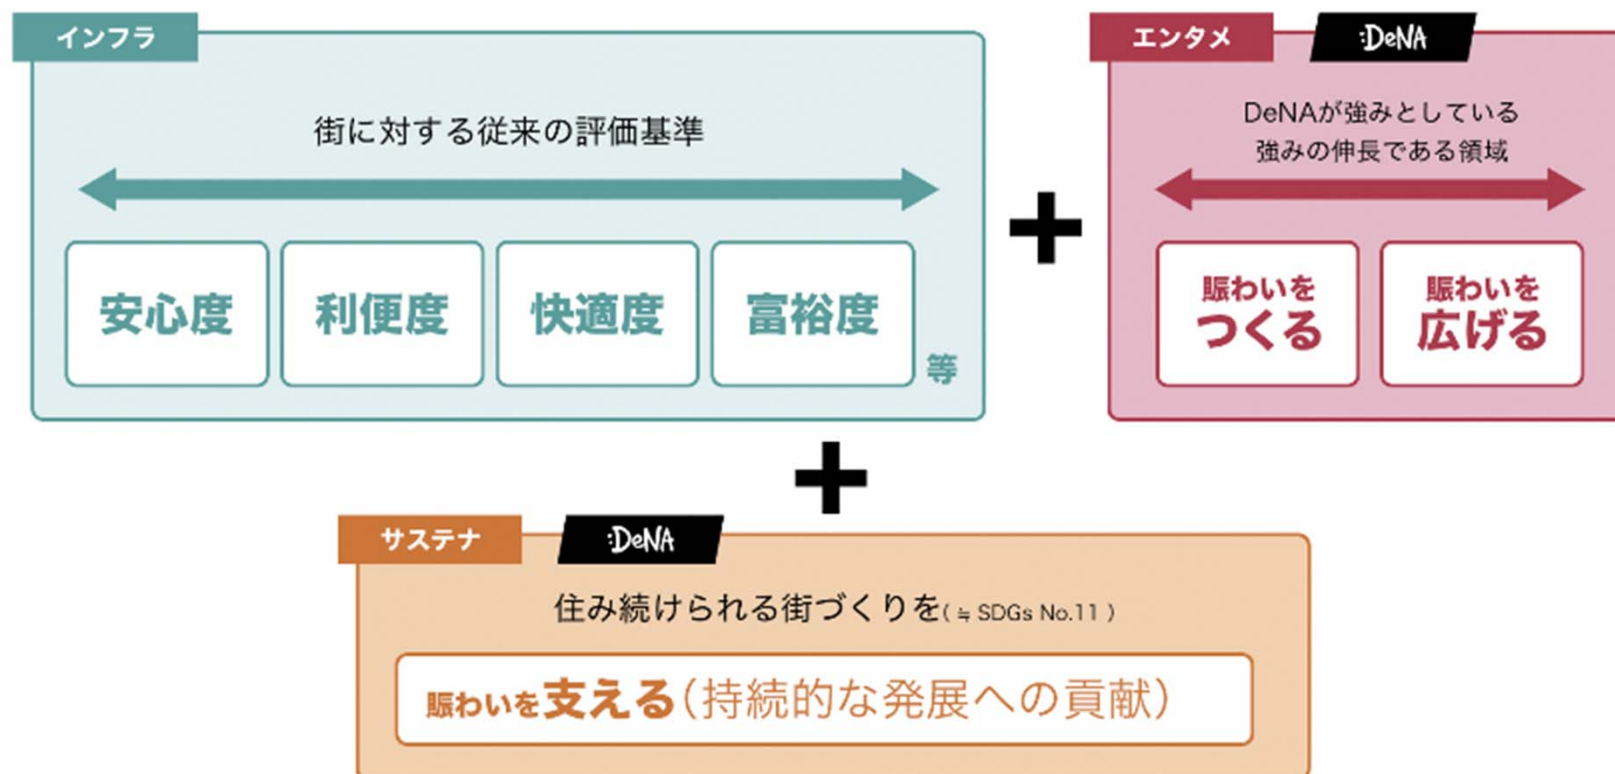 インフラ
街に対する従来の評価基準
安心度
利便度
快適度
富裕度
等
エンタメ
:DeNA
DeNAが強みとしている
強みの伸長である領域
賑わいを
つくる
賑わいを
広げる
サステナ
:DeNA
住み続けられる街づくりを(≒ SDGs No.11 )
賑わいを支える(持続的な発展への貢献)